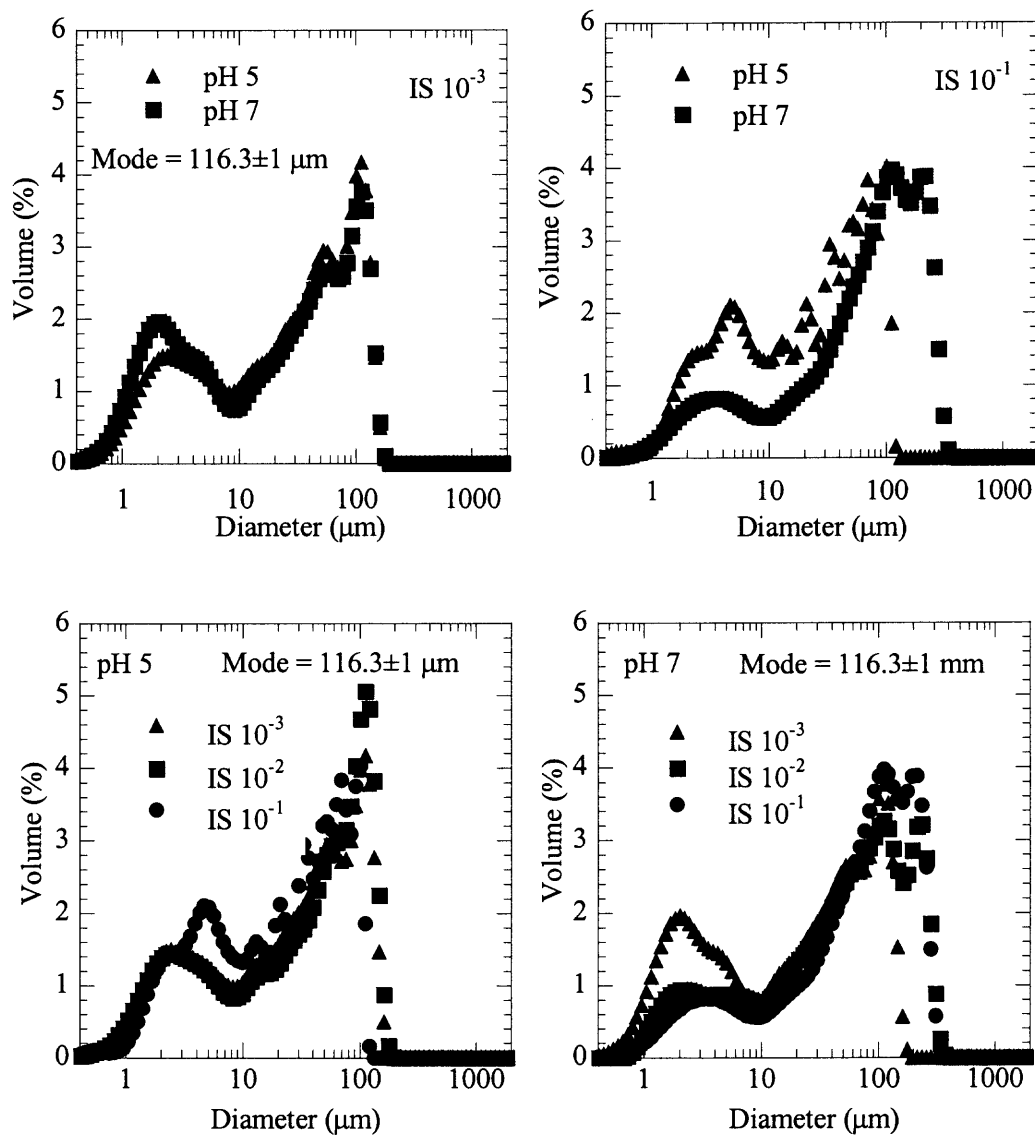 6
5
4
3
2
1
0
Volume (%)
pH 5
pH 7
IS 10⁻³
Mode = 116.3±1 μm
1 10 100 1000
Diameter (μm)
6
5
4
3
2
1
0
Volume (%)
pH 5
pH 7
IS 10⁻¹
1 10 100 1000
Diameter (μm)
6
5
4
3
2
1
0
Volume (%)
pH 5 Mode = 116.3±1 μm
IS 10⁻³
IS 10⁻²
IS 10⁻¹
1 10 100 1000
Diameter (μm)
6
5
4
3
2
1
0
Volume (%)
pH 7 Mode = 116.3±1 mm
IS 10⁻³
IS 10⁻²
IS 10⁻¹
1 10 100 1000
Diameter (μm)